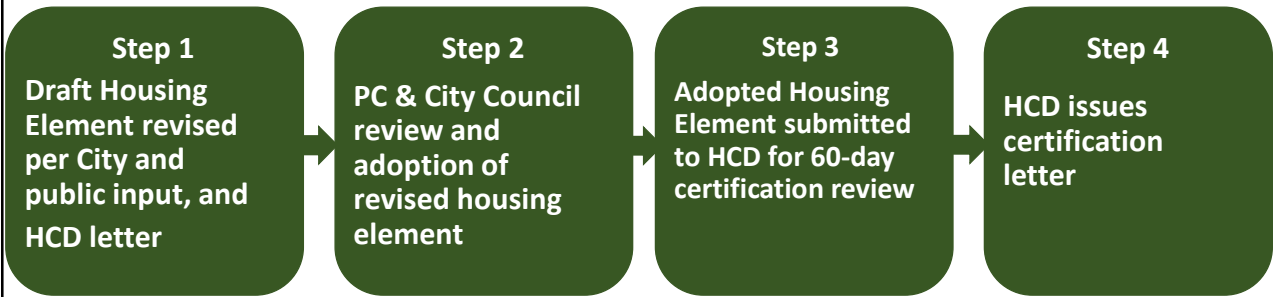 Step 1
Draft Housing
Element revised
per City and
public input, and
HCD letter
Step 2
PC & City Council
review and
adoption of
revised housing
element
Step 3
Adopted Housing
Element submitted
to HCD for 60-day
certification review
Step 4
HCD issues
certification
letter